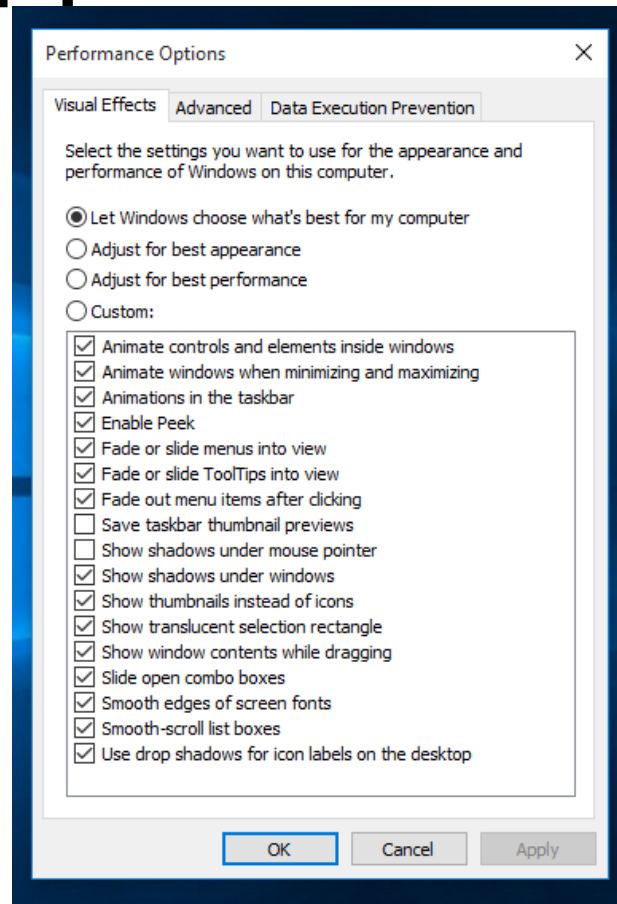 Performance Options
Visual Effects
Advanced
Data Execution Prevention
Select the settings you want to use for the appearance and
performance of Windows on this computer.
Let Windows choose what's best for my computer
Adjust for best appearance
Adjust for best performance
Custom:
Animate controls and elements inside windows
Animate windows when minimizing and maximizing
Animations in the taskbar
Enable Peek
Fade or slide menus into view
Fade or slide ToolTips into view
Fade out menu items after clicking
Save taskbar thumbnail previews
Show shadows under mouse pointer
Show shadows under windows
Show thumbnails instead of icons
Show translucent selection rectangle
Show window contents while dragging
Slide open combo boxes
Smooth edges of screen fonts
Smooth-scroll list boxes
Use drop shadows for icon labels on the desktop
OK
Cancel
Apply